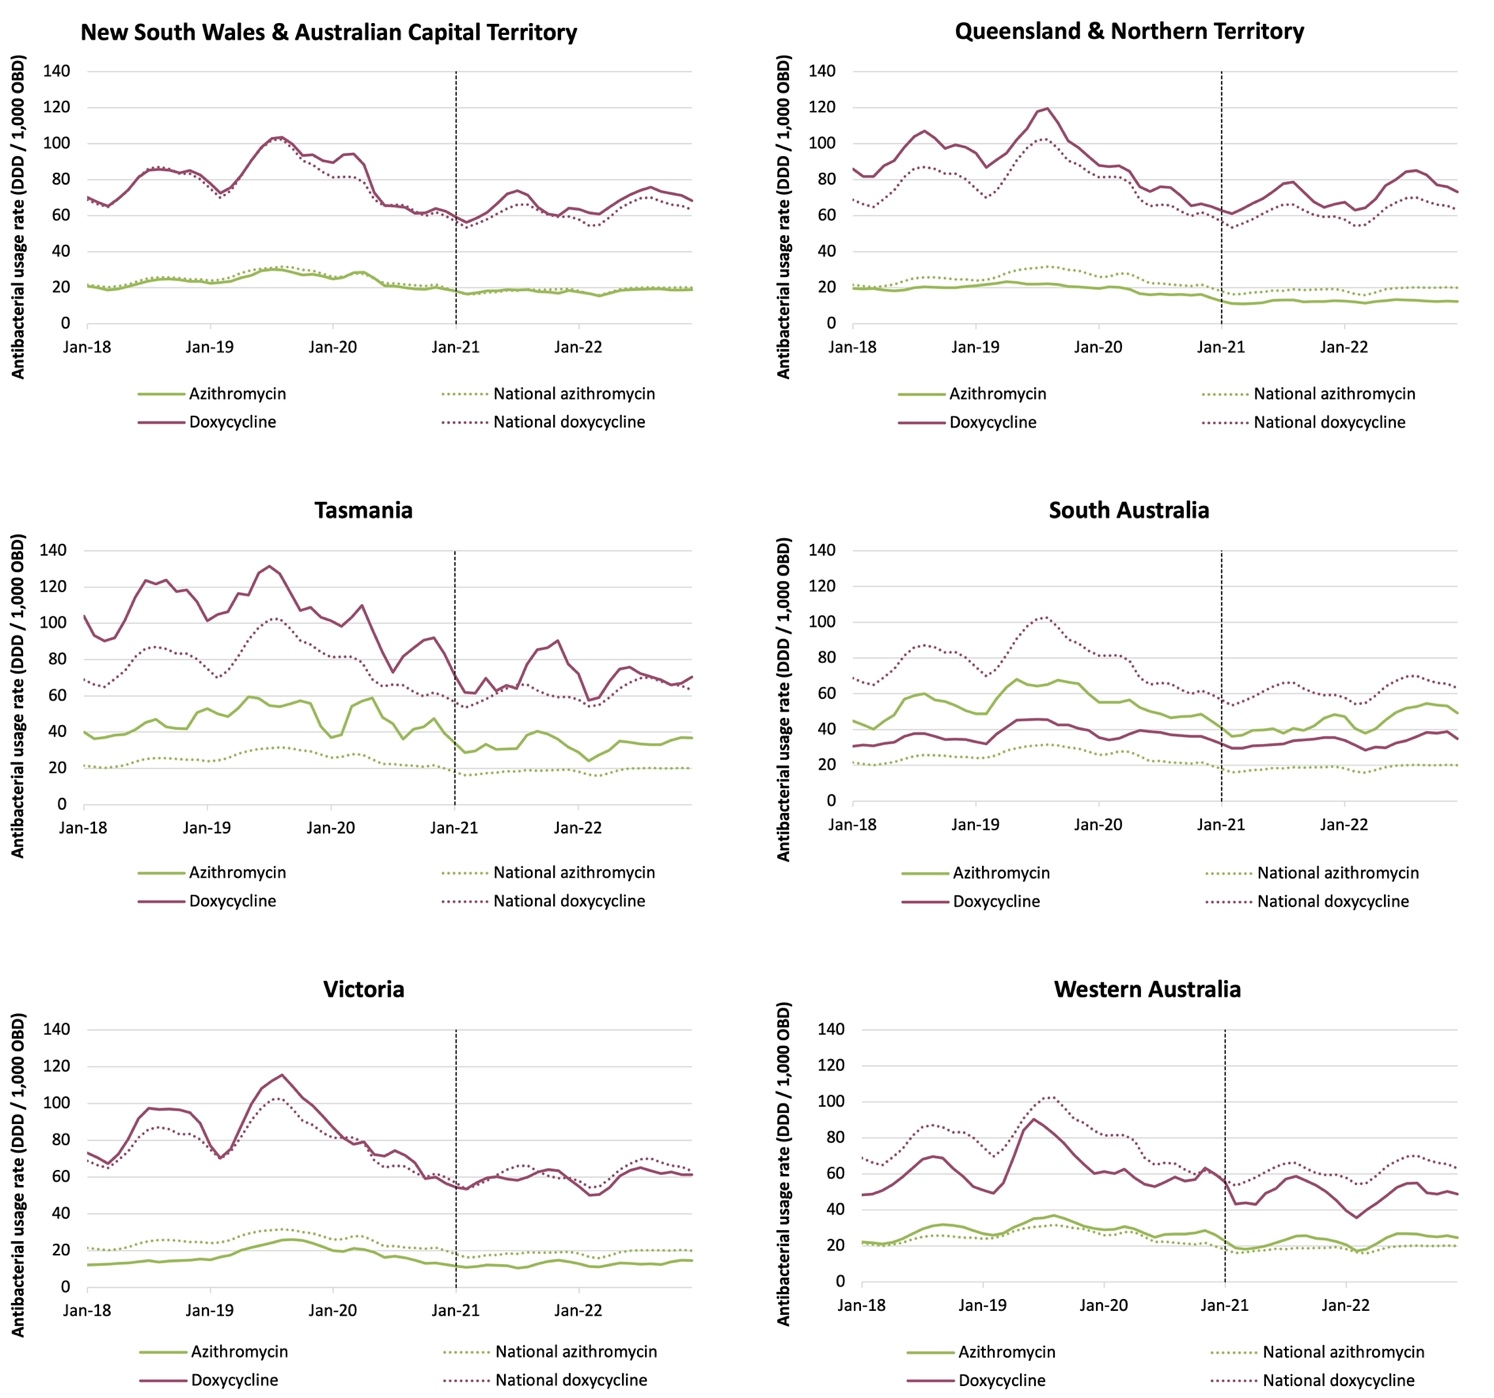 New South Wales & Australian Capital Territory
Antibacterial usage rate (DDD / 1,000 OBD)
140
120
100
80
60
40
20
0
Jan-18 Jan-19 Jan-20 Jan-21 Jan-22
Azithromycin National azithromycin
Doxycycline National doxycycline
Queensland & Northern Territory
Antibacterial usage rate (DDD / 1,000 OBD)
140
120
100
80
60
40
20
0
Jan-18 Jan-19 Jan-20 Jan-21 Jan-22
Azithromycin National azithromycin
Doxycycline National doxycycline
Tasmania
Antibacterial usage rate (DDD / 1,000 OBD)
140
120
100
80
60
40
20
0
Jan-18 Jan-19 Jan-20 Jan-21 Jan-22
Azithromycin National azithromycin
Doxycycline National doxycycline
South Australia
Antibacterial usage rate (DDD / 1,000 OBD)
140
120
100
80
60
40
20
0
Jan-18 Jan-19 Jan-20 Jan-21 Jan-22
Azithromycin National azithromycin
Doxycycline National doxycycline
Victoria
Antibacterial usage rate (DDD / 1,000 OBD)
140
120
100
80
60
40
20
0
Jan-18 Jan-19 Jan-20 Jan-21 Jan-22
Azithromycin National azithromycin
Doxycycline National doxycycline
Western Australia
Antibacterial usage rate (DDD / 1,000 OBD)
140
120
100
80
60
40
20
0
Jan-18 Jan-19 Jan-20 Jan-21 Jan-22
Azithromycin National azithromycin
Doxycycline National doxycycline